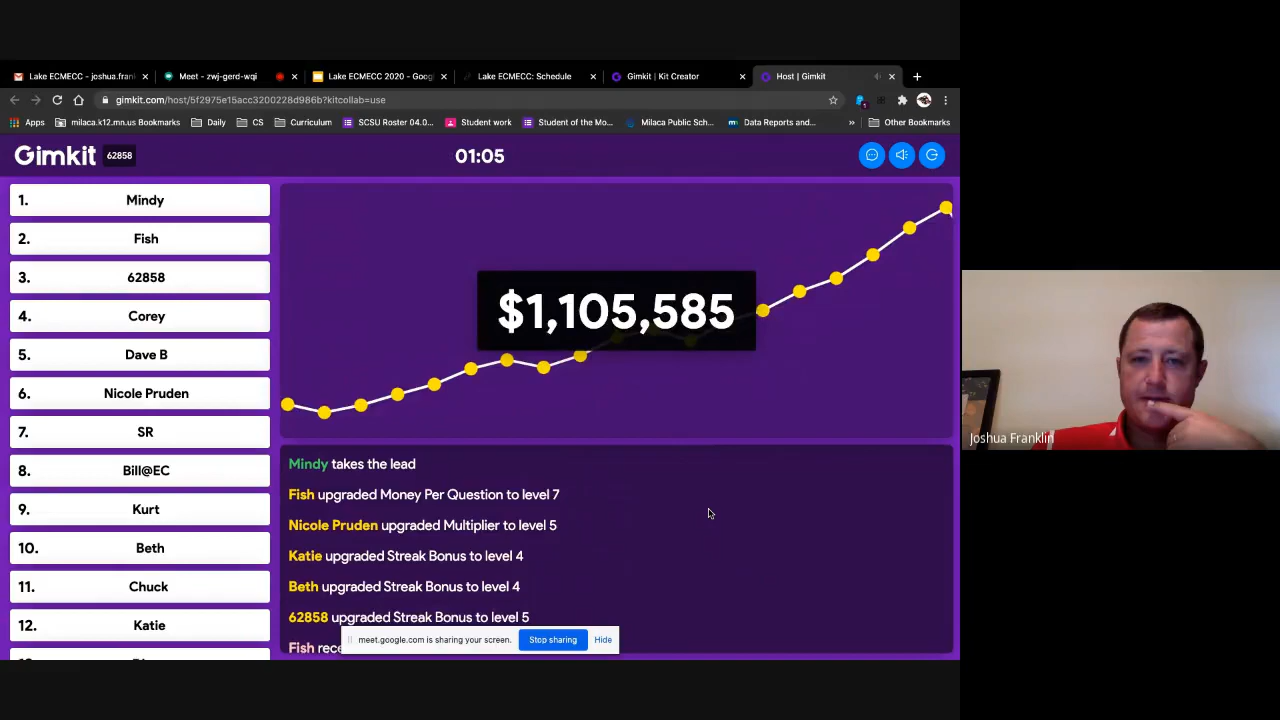 Lake ECMECC - joshua.fran
Meet - zwj-gerd-wqi
Lake ECMECC 2020 - Goog
Lake ECMECC: Schedule
Gimkit | Kit Creator
Host | Gimkit
gimkit.com/host/5f2975e15acc3200228d986b?kitcollab=use
Apps
milaca.k12.mn.us Bookmarks
Daily
CS
Curriculum
SCSU Roster 04.0...
Student work
Student of the Mo...
Milaca Public Sch...
Data Reports and...
»
Other Bookmarks
Gimkit 62858
01:05
1. Mindy
2. Fish
3. 62858
4. Corey
5. Dave B
6. Nicole Pruden
7. SR
8. Bill@EC
9. Kurt
10. Beth
11. Chuck
12. Katie
$1,105,585
Mindy takes the lead
Fish upgraded Money Per Question to level 7
Nicole Pruden upgraded Multiplier to level 5
Katie upgraded Streak Bonus to level 4
Beth upgraded Streak Bonus to level 4
62858 upgraded Streak Bonus to level 5
Fish rece
meet.google.com is sharing your screen.
Stop sharing
Hide
Joshua Franklin